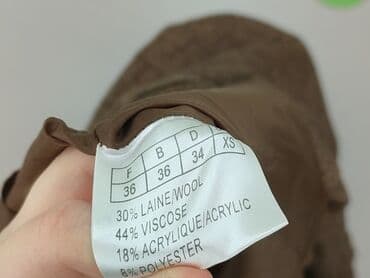 F B D XS
36 36 34
30% LAINE/WOOL
44% VISCOSE
18% ACRYLIQUE/ACRYLIC
8% POLYESTER